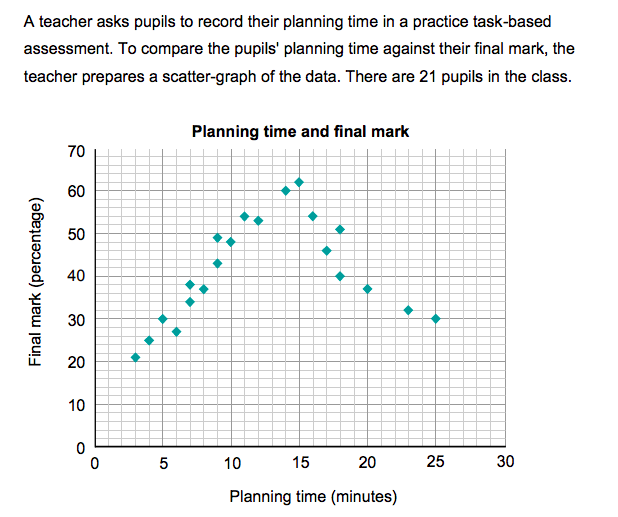 A teacher asks pupils to record their planning time in a practice task-based
assessment. To compare the pupils' planning time against their final mark, the
teacher prepares a scatter-graph of the data. There are 21 pupils in the class.
Planning time and final mark
Final mark (percentage)
70
60
50
40
30
20
10
0
0 5 10 15 20 25 30
Planning time (minutes)